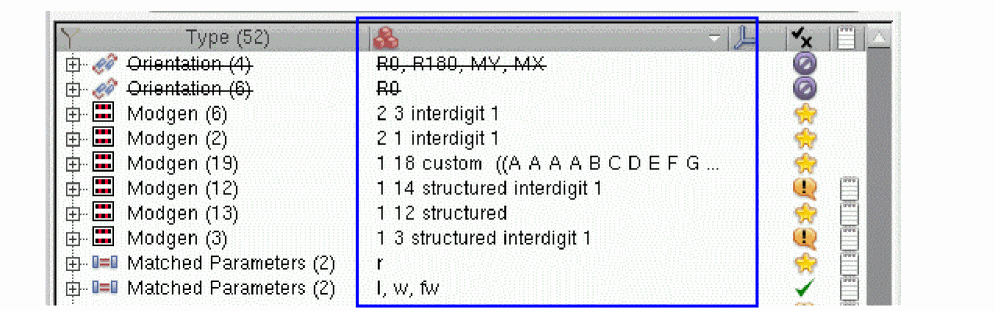 Type (52)
Orientation (4) R0, R180, MY, MX
Orientation (6) R0
Modgen (6) 2 3 interdigit 1
Modgen (2) 2 1 interdigit 1
Modgen (19) 1 18 custom ((A A A A B C D E F G ...
Modgen (12) 1 14 structured interdigit 1
Modgen (13) 1 12 structured
Modgen (3) 1 3 structured interdigit 1
Matched Parameters (2) r
Matched Parameters (2) l, w, fw